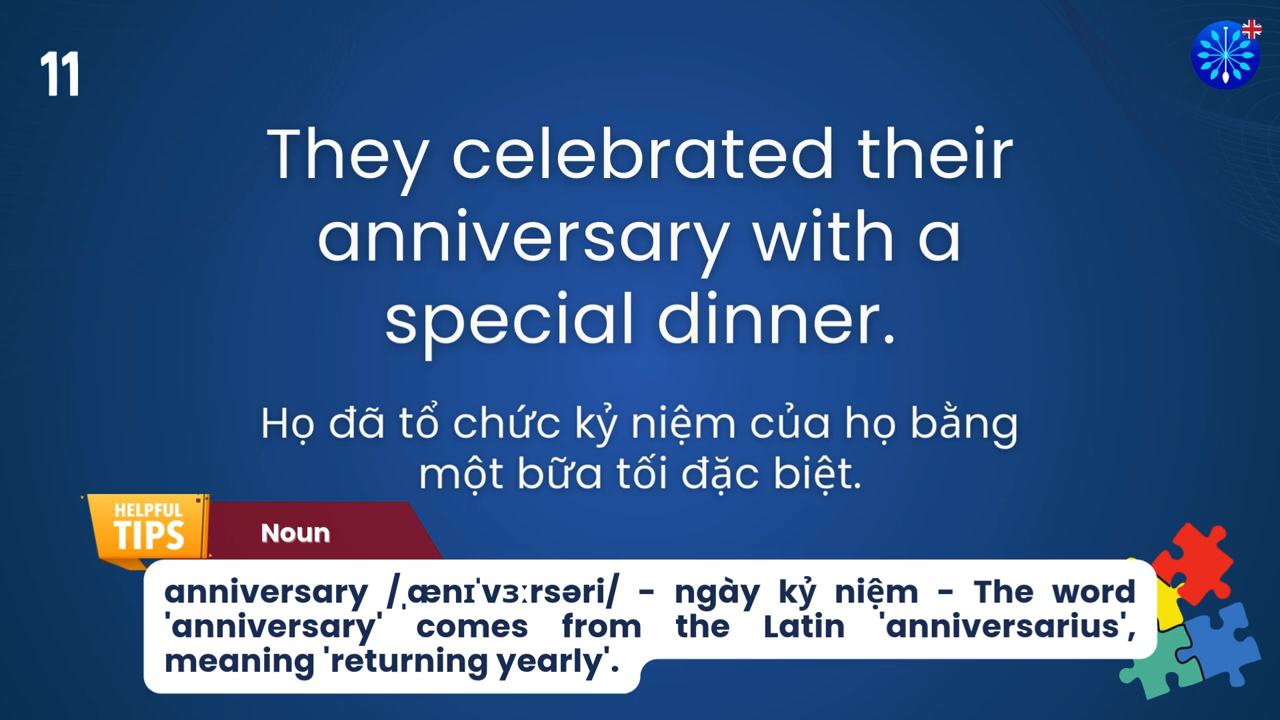 11
They celebrated their
anniversary with a
special dinner.
Họ đã tổ chức kỷ niệm của họ bằng
một bữa tối đặc biệt.
HELPFUL
TIPS
Noun
anniversary /ˌænɪˈvɜːrsəri/ - ngày kỷ niệm - The word
'anniversary' comes from the Latin 'anniversarius',
meaning 'returning yearly'.